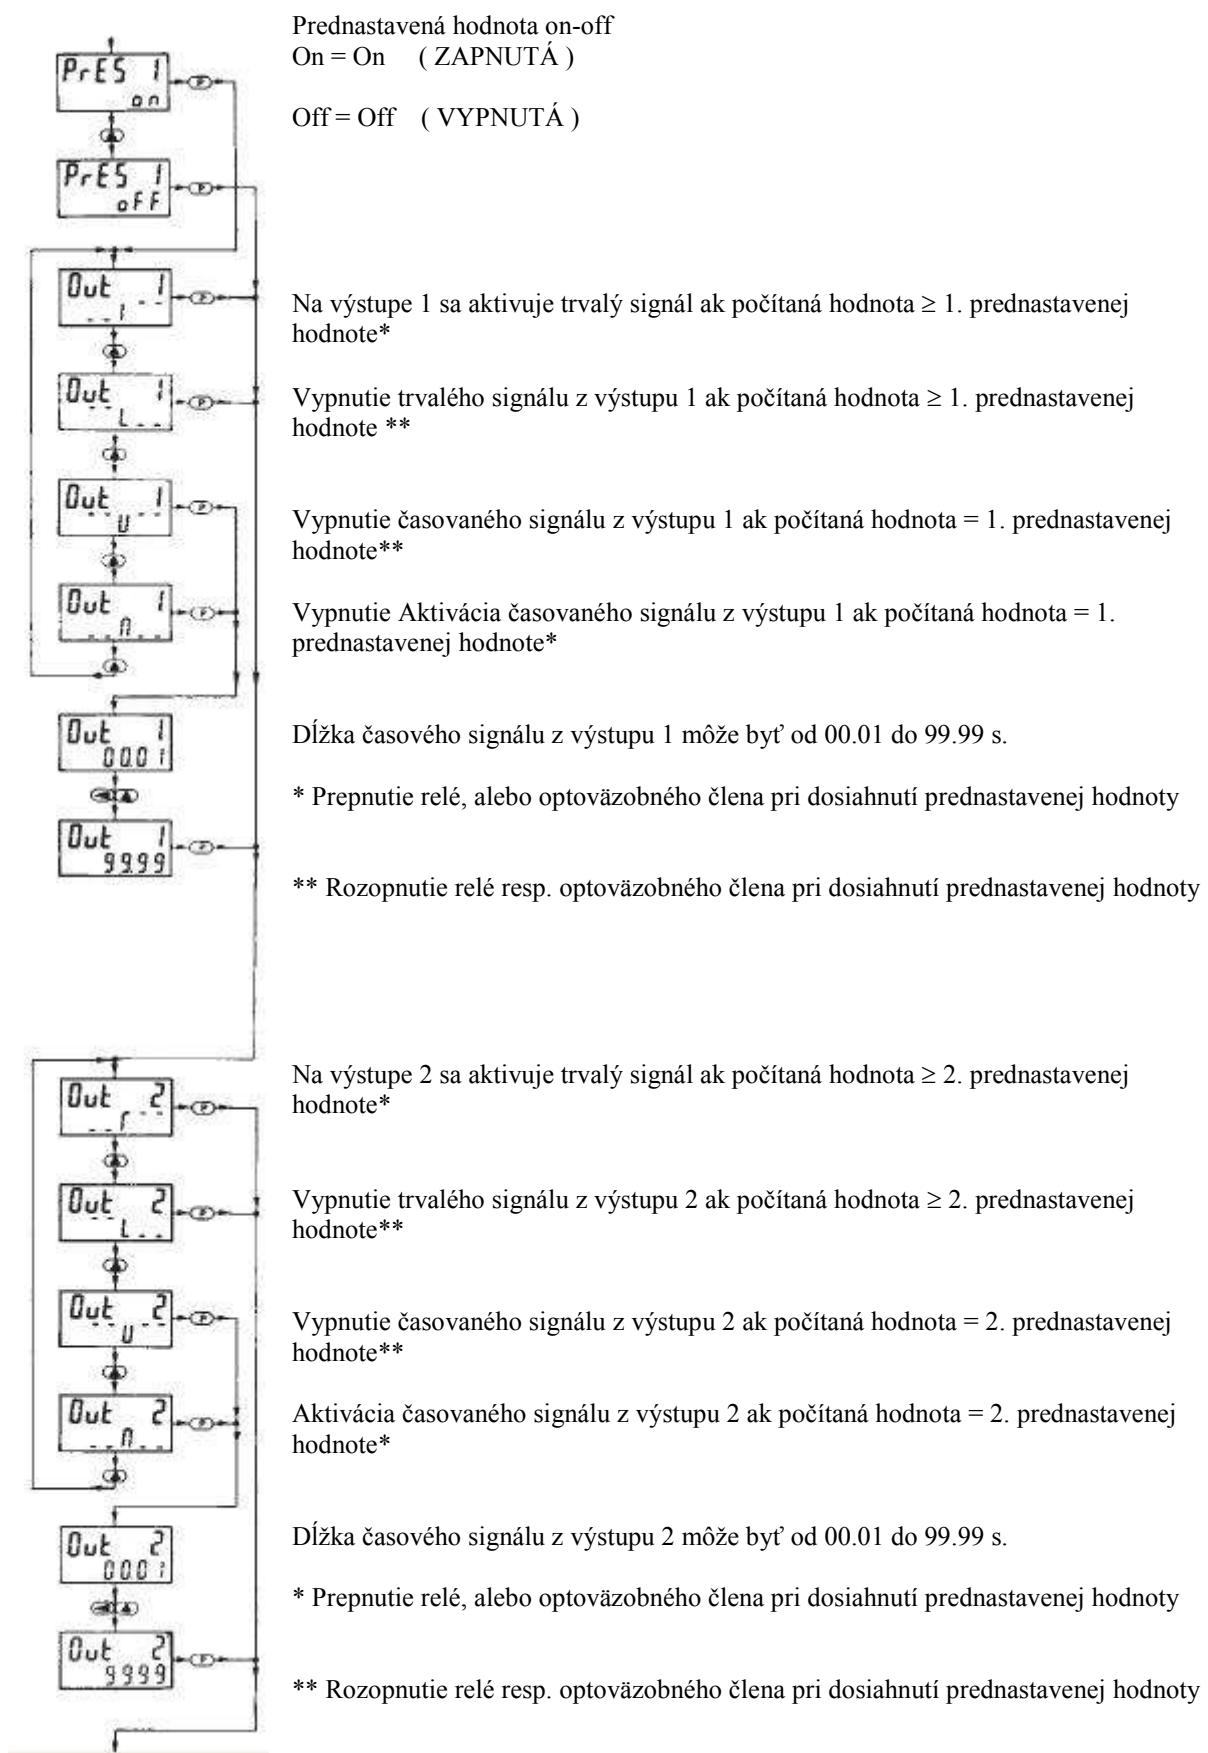 Prednastavená hodnota on-off
On = On ( ZAPNUTÁ )
PrES 1
on
Off = Off ( VYPNUTÁ )
PrES 1
oFF
Out 1
Na výstupe 1 sa aktivuje trvalý signál ak počítaná hodnota ≥ 1. prednastavenej
hodnote*
Out 1
Vypnutie trvalého signálu z výstupu 1 ak počítaná hodnota ≥ 1. prednastavenej
hodnote **
Out 1
Vypnutie časovaného signálu z výstupu 1 ak počítaná hodnota = 1. prednastavenej
hodnote**
Out 1
Vypnutie Aktivácia časovaného signálu z výstupu 1 ak počítaná hodnota = 1.
prednastavenej hodnote*
Out 1
00.01
Dĺžka časového signálu z výstupu 1 môže byť od 00.01 do 99.99 s.
* Prepnutie relé, alebo optoväzobného člena pri dosiahnutí prednastavenej hodnoty
Out 1
99.99
** Rozopnutie relé resp. optoväzobného člena pri dosiahnutí prednastavenej hodnoty
Out 2
Na výstupe 2 sa aktivuje trvalý signál ak počítaná hodnota ≥ 2. prednastavenej
hodnote*
Out 2
Vypnutie trvalého signálu z výstupu 2 ak počítaná hodnota ≥ 2. prednastavenej
hodnote**
Out 2
Vypnutie časovaného signálu z výstupu 2 ak počítaná hodnota = 2. prednastavenej
hodnote**
Out 2
Aktivácia časovaného signálu z výstupu 2 ak počítaná hodnota = 2. prednastavenej
hodnote*
Out 2
00.01
Dĺžka časového signálu z výstupu 2 môže byť od 00.01 do 99.99 s.
* Prepnutie relé, alebo optoväzobného člena pri dosiahnutí prednastavenej hodnoty
Out 2
9999
** Rozopnutie relé resp. optoväzobného člena pri dosiahnutí prednastavenej hodnoty